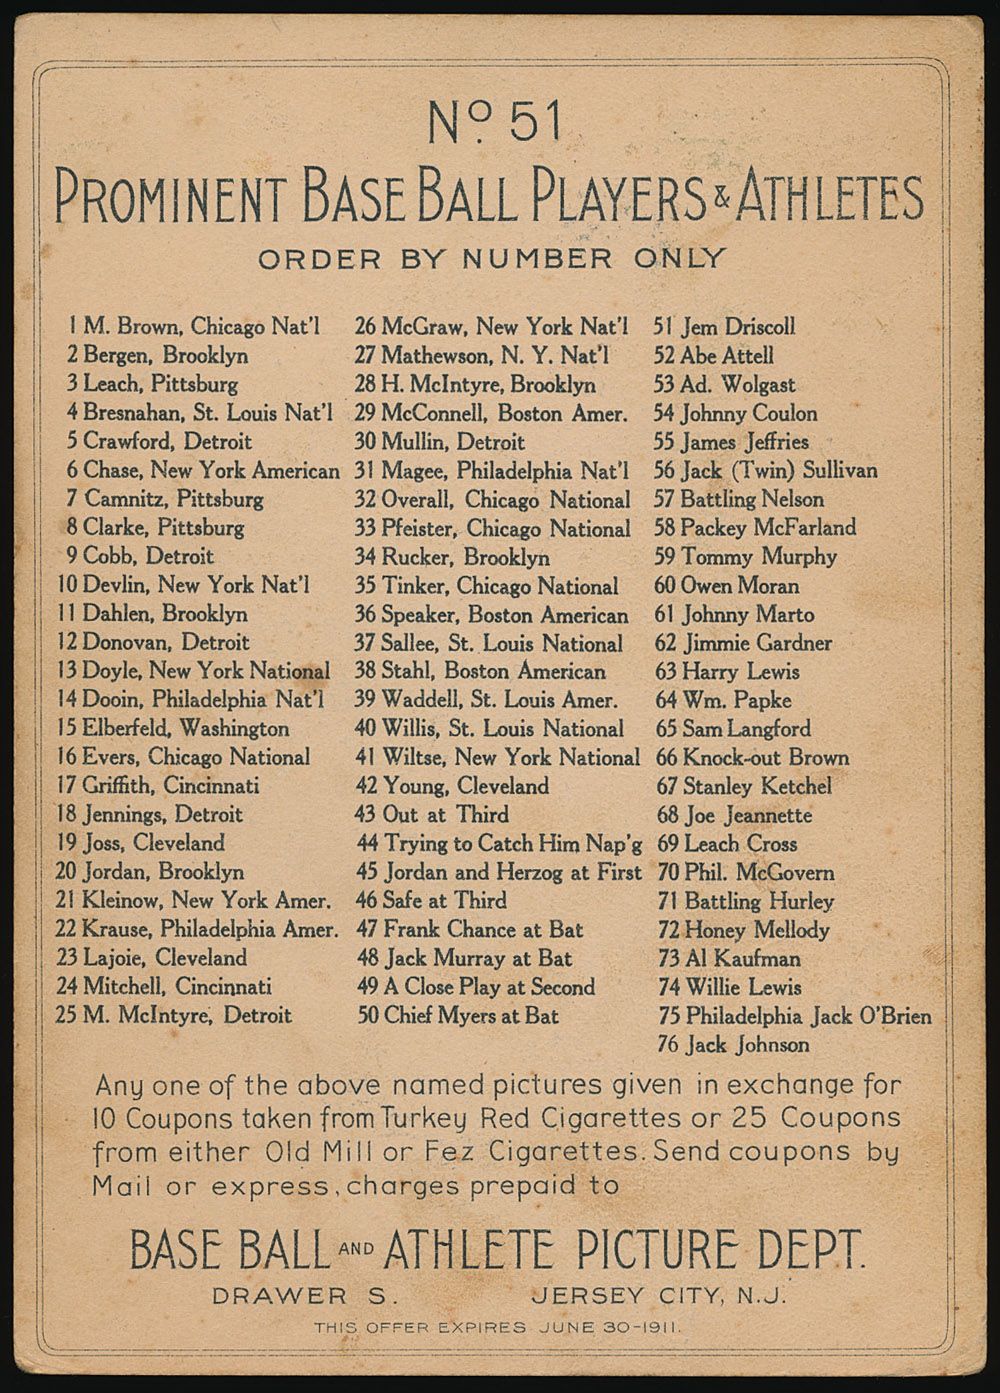 No. 51
PROMINENT BASE BALL PLAYERS & ATHLETES
ORDER BY NUMBER ONLY
1 M. Brown, Chicago Nat'l
2 Bergen, Brooklyn
3 Leach, Pittsburg
4 Bresnahan, St. Louis Nat'l
5 Crawford, Detroit
6 Chase, New York American
7 Camnitz, Pittsburg
8 Clarke, Pittsburg
9 Cobb, Detroit
10 Devlin, New York Nat'l
11 Dahlen, Brooklyn
12 Donovan, Detroit
13 Doyle, New York National
14 Dooin, Philadelphia Nat'l
15 Elberfeld, Washington
16 Evers, Chicago National
17 Griffith, Cincinnati
18 Jennings, Detroit
19 Joss, Cleveland
20 Jordan, Brooklyn
21 Kleinow, New York Amer.
22 Krause, Philadelphia Amer.
23 Lajoie, Cleveland
24 Mitchell, Cincinnati
25 M. McIntyre, Detroit
26 McGraw, New York Nat'l
27 Mathewson, N. Y. Nat'l
28 H. McIntyre, Brooklyn
29 McConnell, Boston Amer.
30 Mullin, Detroit
31 Magee, Philadelphia Nat'l
32 Overall, Chicago National
33 Pfeister, Chicago National
34 Rucker, Brooklyn
35 Tinker, Chicago National
36 Speaker, Boston American
37 Sallee, St. Louis National
38 Stahl, Boston American
39 Waddell, St. Louis Amer.
40 Willis, St. Louis National
41 Wiltse, New York National
42 Young, Cleveland
43 Out at Third
44 Trying to Catch Him Nap'g
45 Jordan and Herzog at First
46 Safe at Third
47 Frank Chance at Bat
48 Jack Murray at Bat
49 A Close Play at Second
50 Chief Myers at Bat
51 Jem Driscoll
52 Abe Attell
53 Ad. Wolgast
54 Johnny Coulon
55 James Jeffries
56 Jack (Twin) Sullivan
57 Battling Nelson
58 Packey McFarland
59 Tommy Murphy
60 Owen Moran
61 Johnny Marto
62 Jimmie Gardner
63 Harry Lewis
64 Wm. Papke
65 Sam Langford
66 Knock-out Brown
67 Stanley Ketchel
68 Joe Jeannette
69 Leach Cross
70 Phil. McGovern
71 Battling Hurley
72 Honey Mellody
73 Al Kaufman
74 Willie Lewis
75 Philadelphia Jack O'Brien
76 Jack Johnson
Any one of the above named pictures given in exchange for
10 Coupons taken from Turkey Red Cigarettes or 25 Coupons
from either Old Mill or Fez Cigarettes. Send coupons by
Mail or express, charges prepaid to
BASE BALL AND ATHLETE PICTURE DEPT.
DRAWER S. JERSEY CITY, N.J.
THIS OFFER EXPIRES JUNE 30-1911.